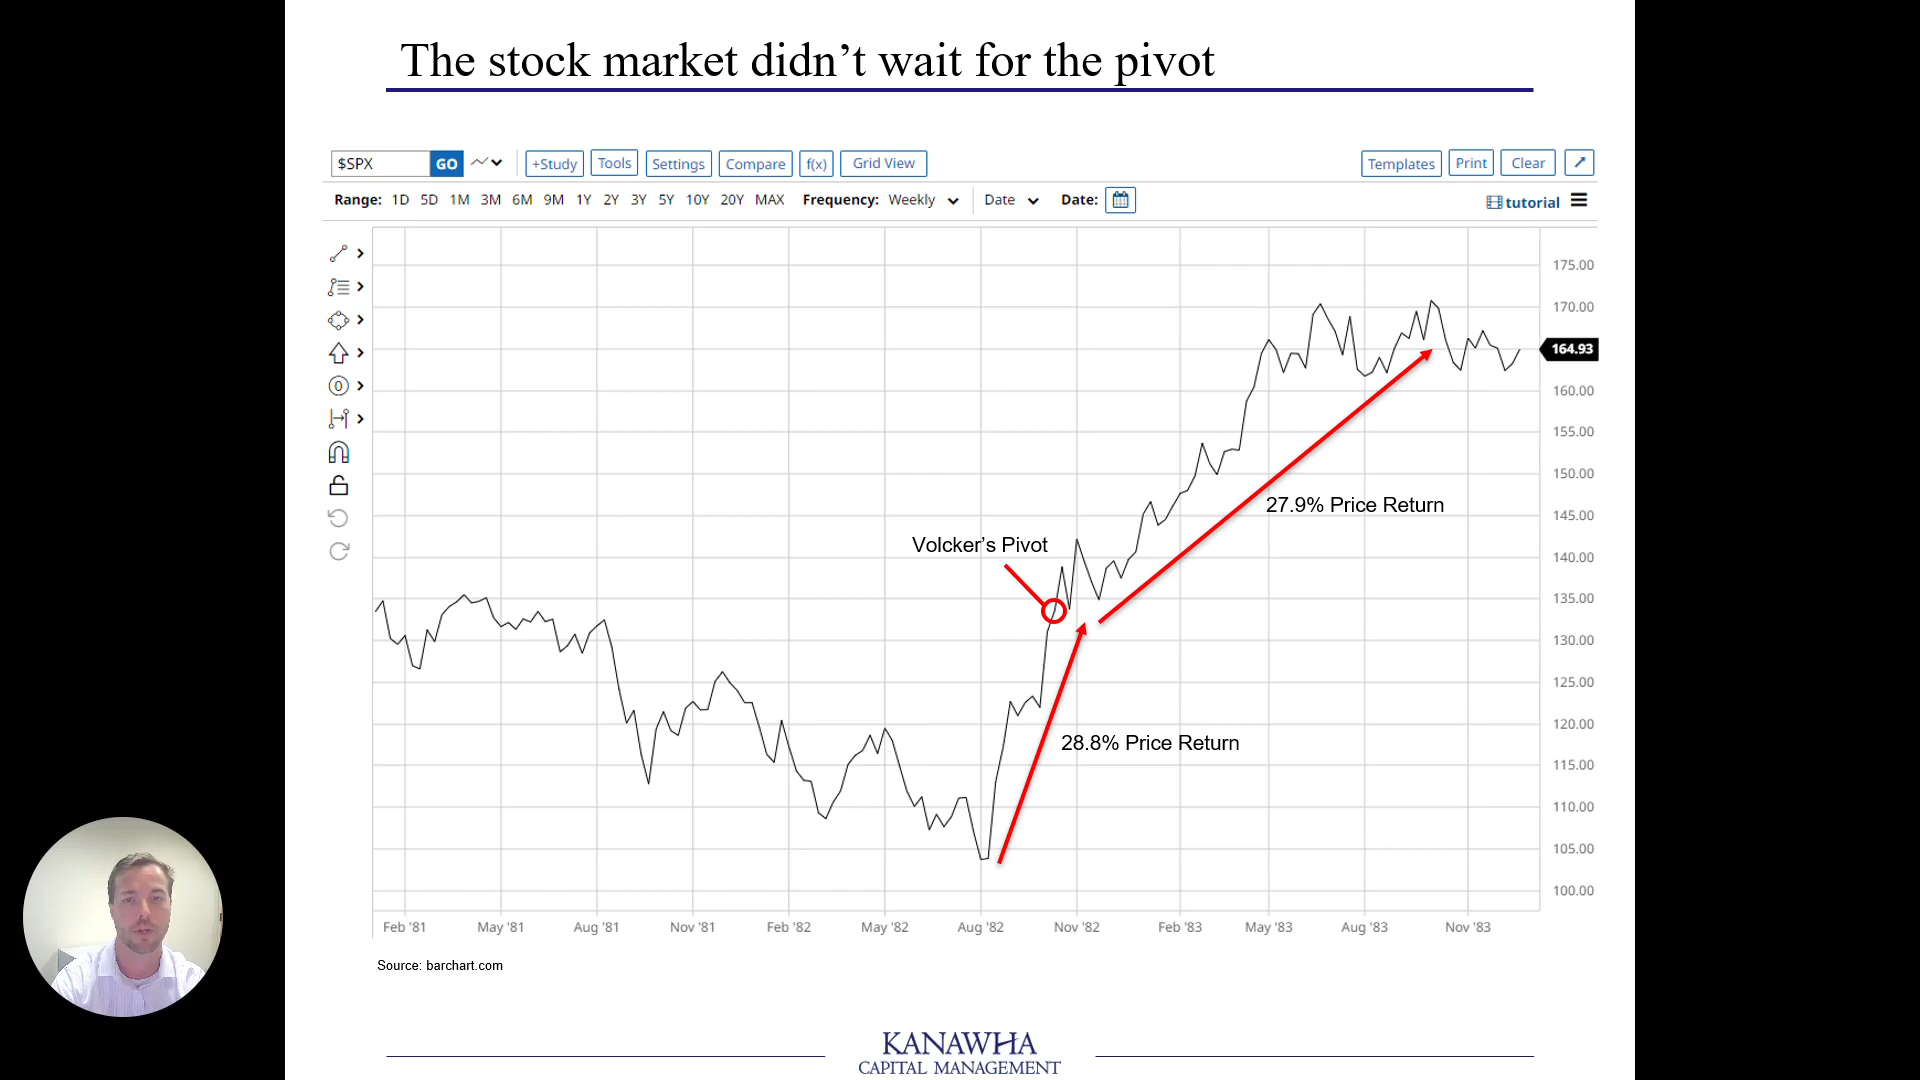 The stock market didn’t wait for the pivot
$SPX GO +Study Tools Settings Compare f(x) Grid View Templates Print Clear
Range: 1D 5D 1M 3M 6M 9M 1Y 2Y 3Y 5Y 10Y 20Y MAX Frequency: Weekly Date Date: tutorial
0
175.00
170.00
164.93
160.00
155.00
150.00
145.00
140.00
135.00
130.00
125.00
120.00
115.00
110.00
105.00
100.00
27.9% Price Return
Volcker’s Pivot
28.8% Price Return
Feb '81 May '81 Aug '81 Nov '81 Feb '82 May '82 Aug '82 Nov '82 Feb '83 May '83 Aug '83 Nov '83
Source: barchart.com
KANAWHA
CAPITAL MANAGEMENT